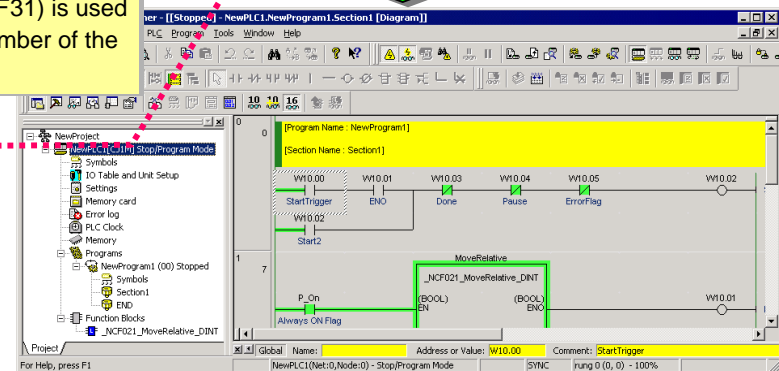 F31) is used
mber of the
ner - [[Stopped] - NewPLC1.NewProgram1.Section1 [Diagram]]
PLC Program Tools Window Help
10 10 16
NewProject
NewPLC1[CJ1M] Stop/Program Mode
Symbols
IO Table and Unit Setup
Settings
Memory card
Error log
PLC Clock
Memory
Programs
NewProgram1 (00) Stopped
Symbols
Section1
END
Function Blocks
_NCF021_MoveRelative_DINT
Project
0
0
[Program Name : NewProgram1]
[Section Name : Section1]
W10.00 W10.01 W10.03 W10.04 W10.05 W10.02
StartTrigger ENO Done Pause ErrorFlag
W10.02
Start2
1
7
MoveRelative
_NCF021_MoveRelative_DINT
P_On (BOOL) (BOOL) W10.01
EN ENO
Always ON Flag
Global Name: Address or Value: W10.00 Comment: StartTrigger
For Help, press F1 NewPLC1(Net:0,Node:0) - Stop/Program Mode SYNC rung 0 (0, 0) - 100%